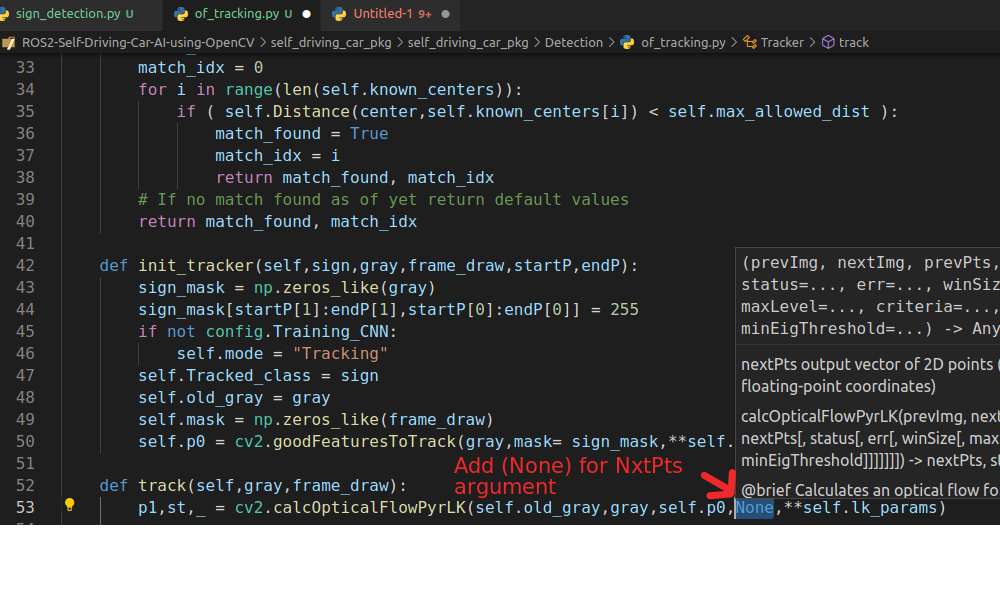 sign_detection.py U
of_tracking.py U
Untitled-1 9+
ROS2-Self-Driving-Car-AI-using-OpenCV > self_driving_car_pkg > self_driving_car_pkg > Detection > of_tracking.py > Tracker > track
33 match_idx = 0
34 for i in range(len(self.known_centers)):
35 if ( self.Distance(center,self.known_centers[i]) < self.max_allowed_dist ):
36 match_found = True
37 match_idx = i
38 return match_found, match_idx
39 # If no match found as of yet return default values
40 return match_found, match_idx
41
42 def init_tracker(self,sign,gray,frame_draw,startP,endP):
43 sign_mask = np.zeros_like(gray)
44 sign_mask[startP[1]:endP[1],startP[0]:endP[0]] = 255
45 if not config.Training_CNN:
46 self.mode = "Tracking"
47 self.Tracked_class = sign
48 self.old_gray = gray
49 self.mask = np.zeros_like(frame_draw)
50 self.p0 = cv2.goodFeaturesToTrack(gray,mask= sign_mask,**self.
51
52 def track(self,gray,frame_draw):
53 p1,st,_ = cv2.calcOpticalFlowPyrLK(self.old_gray,gray,self.p0,None,**self.lk_params)
(prevImg, nextImg, prevPts,
status=..., err=..., winSiz
maxLevel=..., criteria=...,
minEigThreshold=...) -> Any
nextPts output vector of 2D points (
floating-point coordinates)
calcOpticalFlowPyrLK(prevImg, next
nextPts[, status[, err[, winSize[, max
minEigThreshold]]]]]]]) -> nextPts, st
@brief Calculates an optical flow fo
Add (None) for NxtPts
argument